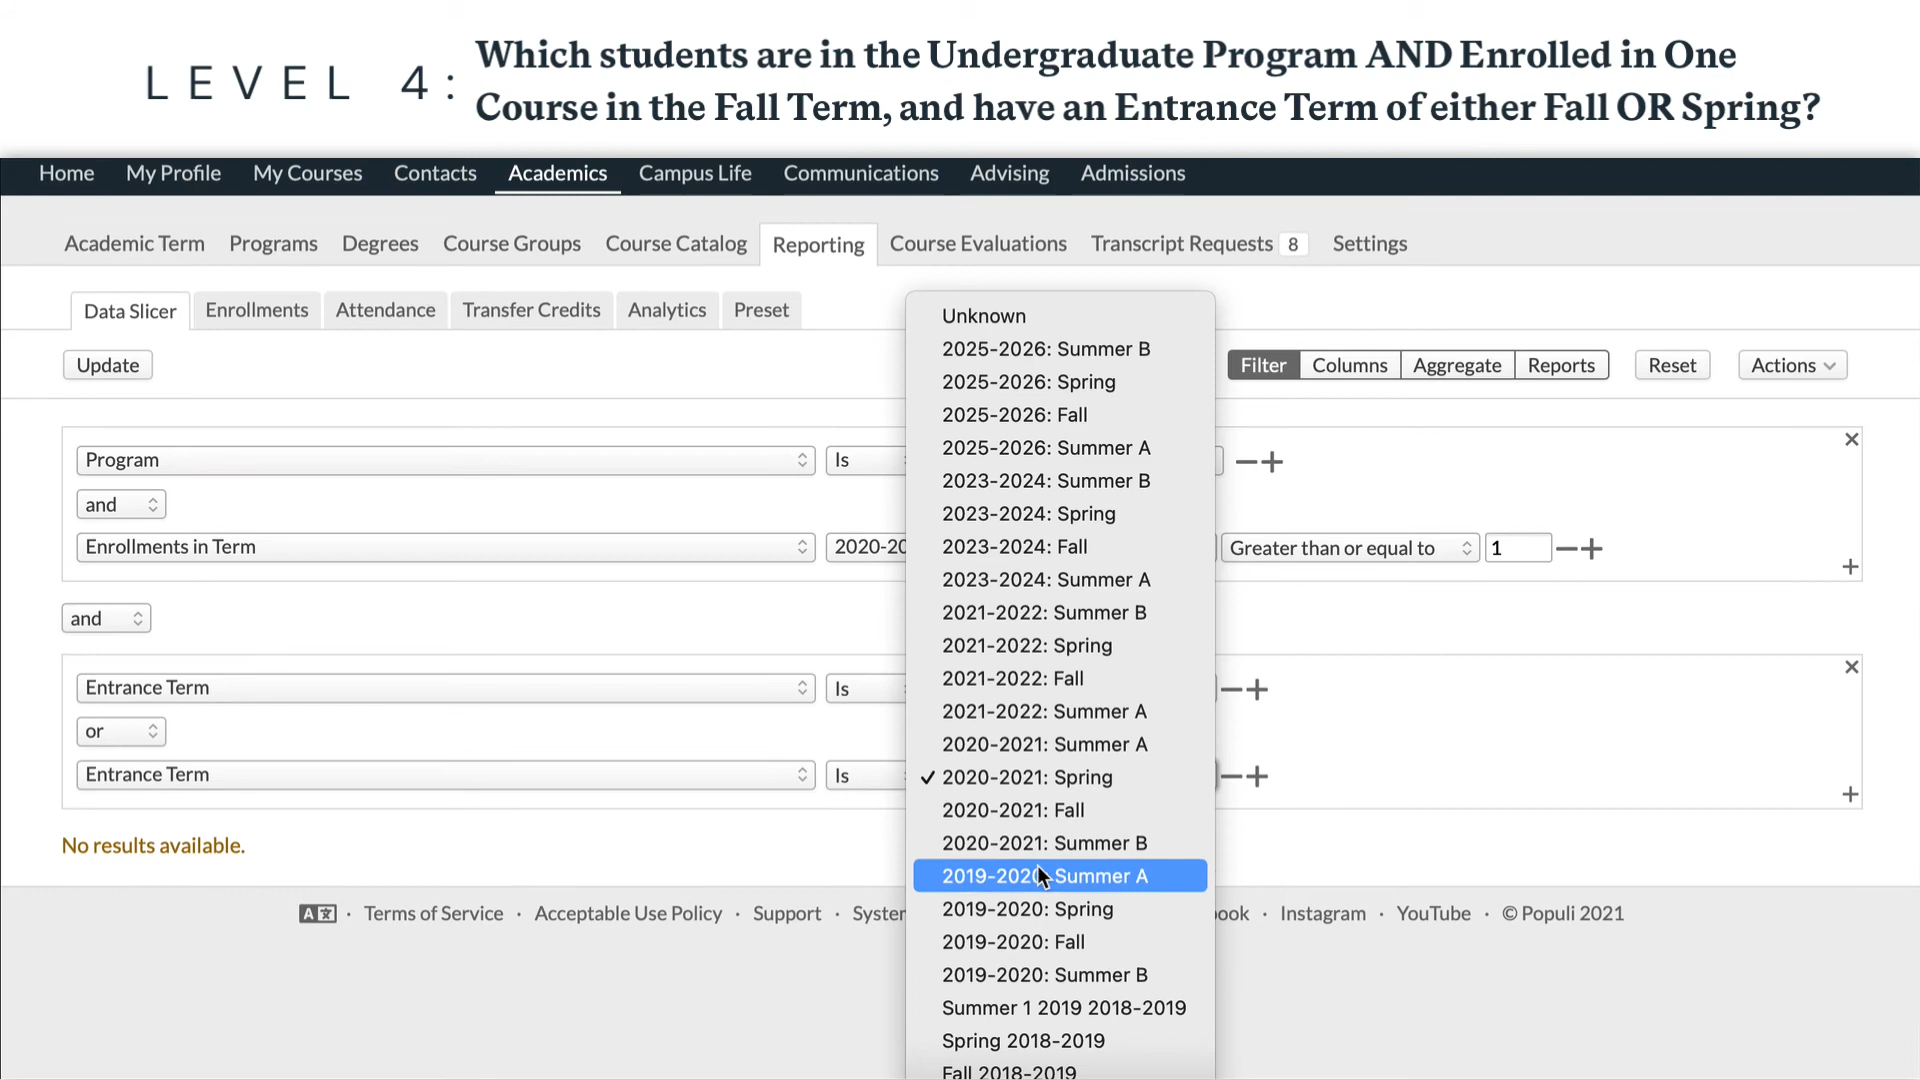 LEVEL 4:
Which students are in the Undergraduate Program AND Enrolled in One
Course in the Fall Term, and have an Entrance Term of either Fall OR Spring?
Home My Profile My Courses Contacts Academics Campus Life Communications Advising Admissions
Academic Term Programs Degrees Course Groups Course Catalog Reporting Course Evaluations Transcript Requests 8 Settings
Data Slicer Enrollments Attendance Transfer Credits Analytics Preset
Update Filter Columns Aggregate Reports Reset Actions
Program Is
and
Enrollments in Term 2020-20 Greater than or equal to 1
and
Entrance Term Is
or
Entrance Term Is
No results available.
Unknown
2025-2026: Summer B
2025-2026: Spring
2025-2026: Fall
2025-2026: Summer A
2023-2024: Summer B
2023-2024: Spring
2023-2024: Fall
2023-2024: Summer A
2021-2022: Summer B
2021-2022: Spring
2021-2022: Fall
2021-2022: Summer A
2020-2021: Summer A
✓ 2020-2021: Spring
2020-2021: Fall
2020-2021: Summer B
2019-2020: Summer A
2019-2020: Spring
2019-2020: Fall
2019-2020: Summer B
Summer 1 2019 2018-2019
Spring 2018-2019
Fall 2018-2019
· Terms of Service · Acceptable Use Policy · Support · ook · Instagram · YouTube · © Populi 2021